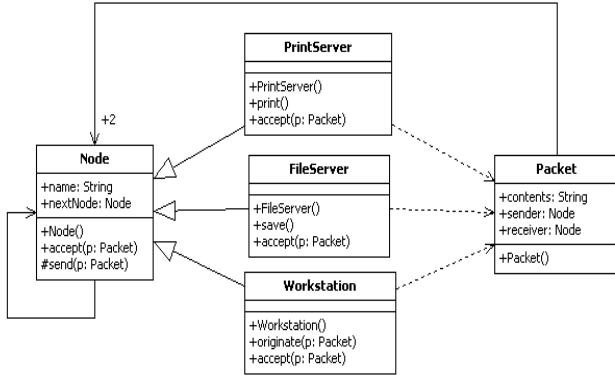 PrintServer
+PrintServer()
+print()
+accept(p: Packet)
+2
Node
+name: String
+nextNode: Node
+Node()
+accept(p: Packet)
#send(p: Packet)
FileServer
+FileServer()
+save()
+accept(p: Packet)
Packet
+contents: String
+sender: Node
+receiver: Node
+Packet()
Workstation
+Workstation()
+originate(p: Packet)
+accept(p: Packet)